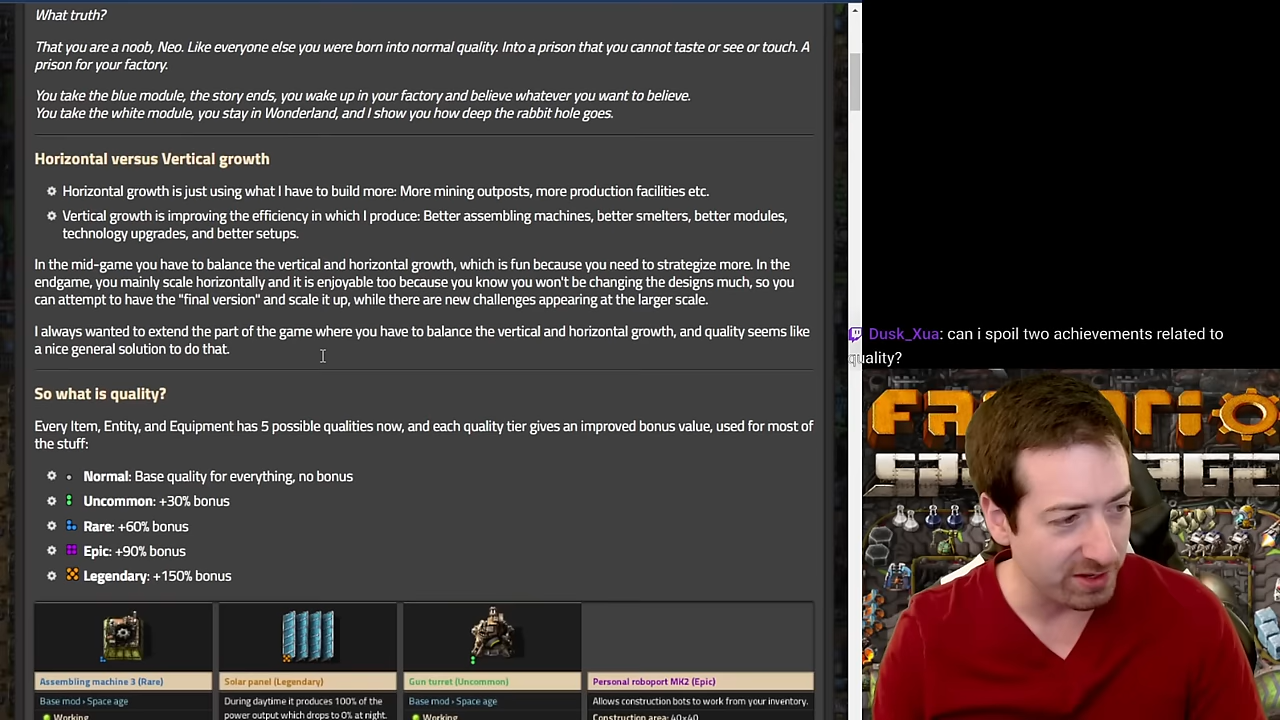 What truth?
That you are a noob, Neo. Like everyone else you were born into normal quality. Into a prison that you cannot taste or see or touch. A
prison for your factory.
You take the blue module, the story ends, you wake up in your factory and believe whatever you want to believe.
You take the white module, you stay in Wonderland, and I show you how deep the rabbit hole goes.
Horizontal versus Vertical growth
Horizontal growth is just using what I have to build more: More mining outposts, more production facilities etc.
Vertical growth is improving the efficiency in which I produce: Better assembling machines, better smelters, better modules,
technology upgrades, and better setups.
In the mid-game you have to balance the vertical and horizontal growth, which is fun because you need to strategize more. In the
endgame, you mainly scale horizontally and it is enjoyable too because you know you won't be changing the designs much, so you
can attempt to have the "final version" and scale it up, while there are new challenges appearing at the larger scale.
I always wanted to extend the part of the game where you have to balance the vertical and horizontal growth, and quality seems like
a nice general solution to do that.
So what is quality?
Every Item, Entity, and Equipment has 5 possible qualities now, and each quality tier gives an improved bonus value, used for most of
the stuff:
Normal: Base quality for everything, no bonus
Uncommon: +30% bonus
Rare: +60% bonus
Epic: +90% bonus
Legendary: +150% bonus
Assembling machine 3 (Rare)
Base mod › Space age
Working
Solar panel (Legendary)
During daytime it produces 100% of the
power output which drops to 0% at night.
Gun turret (Uncommon)
Base mod › Space age
Working
Personal roboport MK2 (Epic)
Allows construction bots to work from your inventory.
Construction area: 40x40
Dusk_Xua: can i spoil two achievements related to
quality?